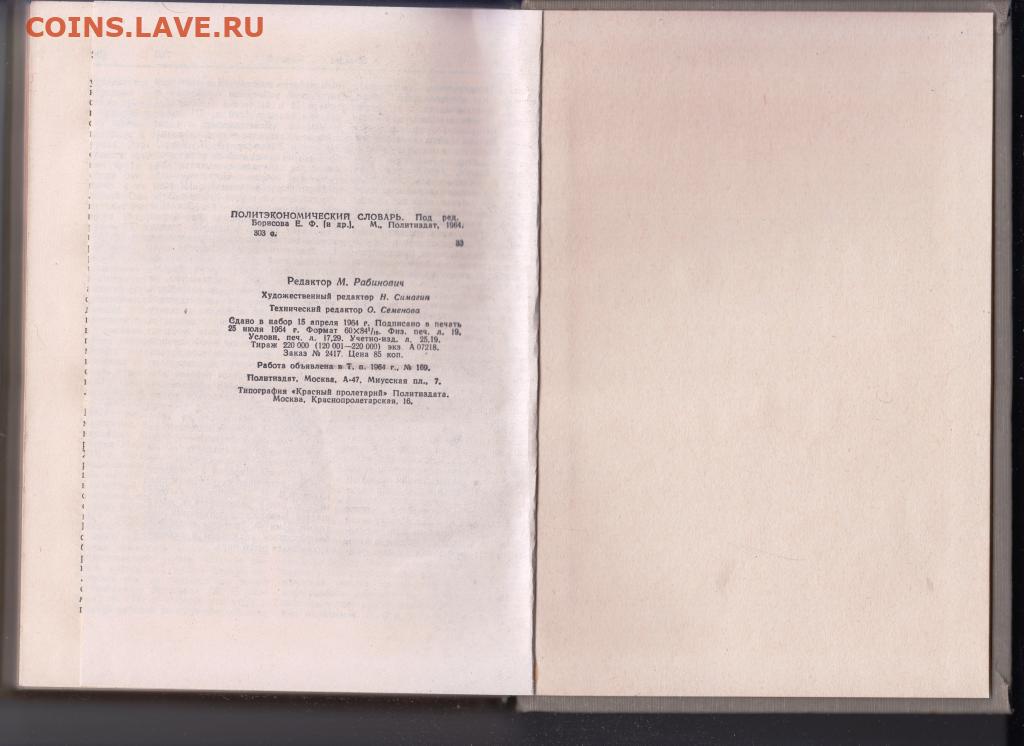 COINS.LAVE.RU
ПОЛИТЭКОНОМИЧЕСКИЙ СЛОВАРЬ. Под ред.
Борисова Е. Ф. [и др.]. М., Политиздат, 1964.
303 с.
33
Редактор М. Рабинович
Художественный редактор Н. Симагин
Технический редактор О. Семенова
Сдано в набор 15 апреля 1964 г. Подписано в печать
25 июля 1964 г. Формат 60×84¹/₁₆. Физ. печ. л. 19.
Условн. печ. л. 17,29. Учетно-изд. л. 25,19.
Тираж 220 000 (120 001—220 000) экз. А 07218.
Заказ № 2417. Цена 85 коп.
Работа объявлена в Т. п. 1964 г., № 169.
Политиздат, Москва, А-47, Миусская пл., 7.
Типография «Красный пролетарий» Политиздата.
Москва, Краснопролетарская, 16.